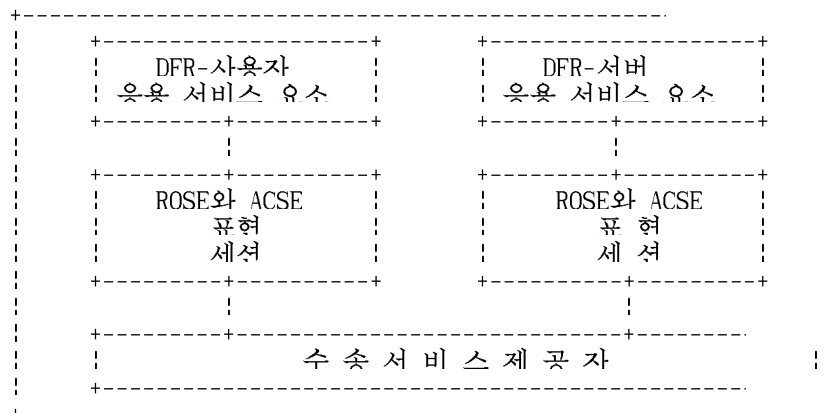 DFR-사용자
응용 서비스 요소
DFR-서버
응용 서비스 요소
ROSE와 ACSE
표현
세션
ROSE와 ACSE
표 현
세 션
수 송 서 비 스 제 공 자